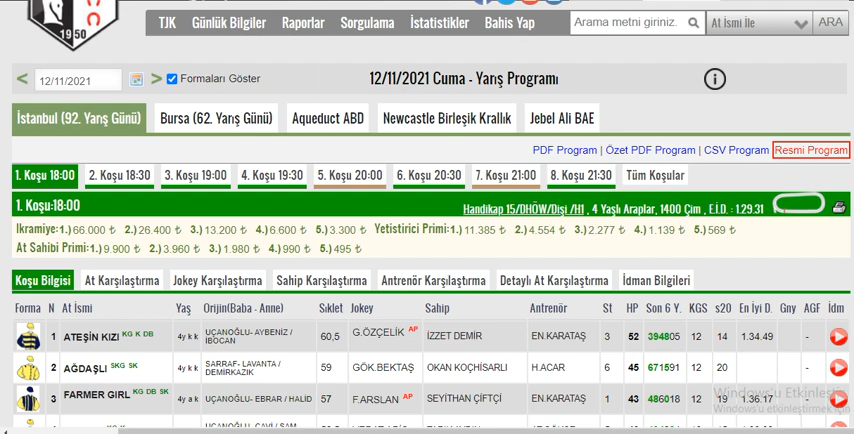 C C
1950
TJK Günlük Bilgiler Raporlar Sorgulama İstatistikler Bahis Yap
Arama metni giriniz. At İsmi İle ARA
12/11/2021 Formaları Göster 12/11/2021 Cuma - Yarış Programı
İstanbul (92. Yarış Günü) Bursa (62. Yarış Günü) Aqueduct ABD Newcastle Birleşik Krallık Jebel Ali BAE
PDF Program | Özet PDF Program | CSV Program Resmi Program
1. Koşu 18:00 2. Koşu 18:30 3. Koşu 19:00 4. Koşu 19:30 5. Koşu 20:00 6. Koşu 20:30 7. Koşu 21:00 8. Koşu 21:30 Tüm Koşular
1. Koşu:18:00 Handikap 15/DHÖW/Dişi /H1 , 4 Yaşlı Araplar, 1400 Çim , E.İ.D. : 1.29.31
Ikramiye:1.) 66.000 ₺ 2.) 26.400 ₺ 3.) 13.200 ₺ 4.) 6.600 ₺ 5.) 3.300 ₺ Yetistirici Primi:1.) 11.385 ₺ 2.) 4.554 ₺ 3.) 2.277 ₺ 4.) 1.139 ₺ 5.) 569 ₺
At Sahibi Primi:1.) 9.900 ₺ 2.) 3.960 ₺ 3.) 1.980 ₺ 4.) 990 ₺ 5.) 495 ₺
Koşu Bilgisi At Karşılaştırma Jokey Karşılaştırma Sahip Karşılaştırma Antrenör Karşılaştırma Detaylı At Karşılaştırma İdman Bilgileri
Forma N At İsmi Yaş Orijin(Baba - Anne) Sıklet Jokey Sahip Antrenör St HP Son 6 Y. KGS s20 En İyi D. Gny AGF İdm
1 ATEŞİN KIZI KG K DB 4y k k UÇANOĞLU- AYBENİZ / İBOCAN 60,5 G.ÖZÇELİK AP İZZET DEMİR EN.KARATAŞ 3 52 394805 12 14 1.34.49 -
2 AĞDAŞLI SKG SK 4y k k SARRAF- LAVANTA / DEMİRKAZIK 59 GÖK.BEKTAŞ OKAN KOÇHİSARLI H.ACAR 6 45 671591 12 20 -
3 FARMER GIRL KG DB SK 4y a k UÇANOĞLU- EBRAR / HALİD 57 F.ARSLAN AP SEYİTHAN ÇİFTÇİ EN.KARATAŞ 1 43 486018 12 19 1.36.17 -
Windows'u Etkinleştir
Windows'u etkinleştirmek için